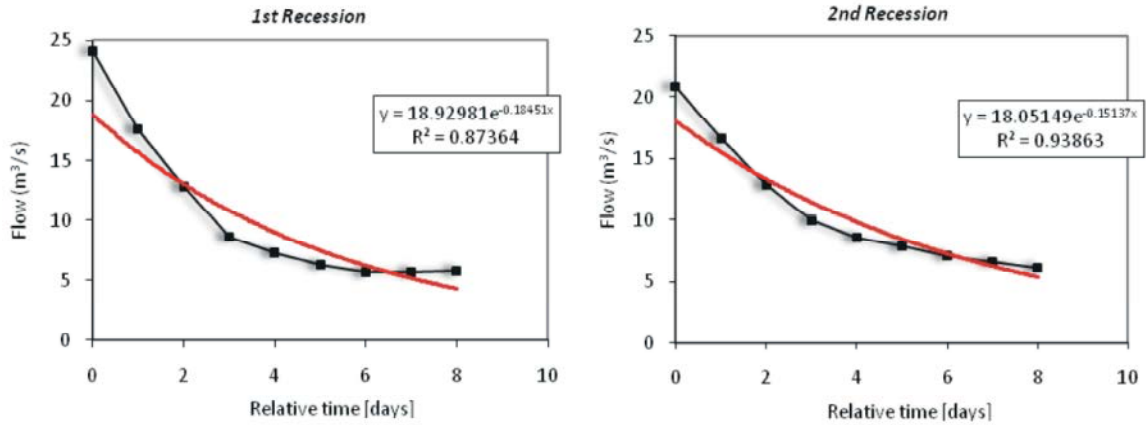 1st Recession
25
20
15
10
5
0
Flow (m³/s)
y = 18.92981e^-0.18451x
R² = 0.87364
0 2 4 6 8 10
Relative time [days]
2nd Recession
25
20
15
10
5
0
Flow (m³/s)
y = 18.05149e^-0.15137x
R² = 0.93863
0 2 4 6 8 10
Relative time [days]